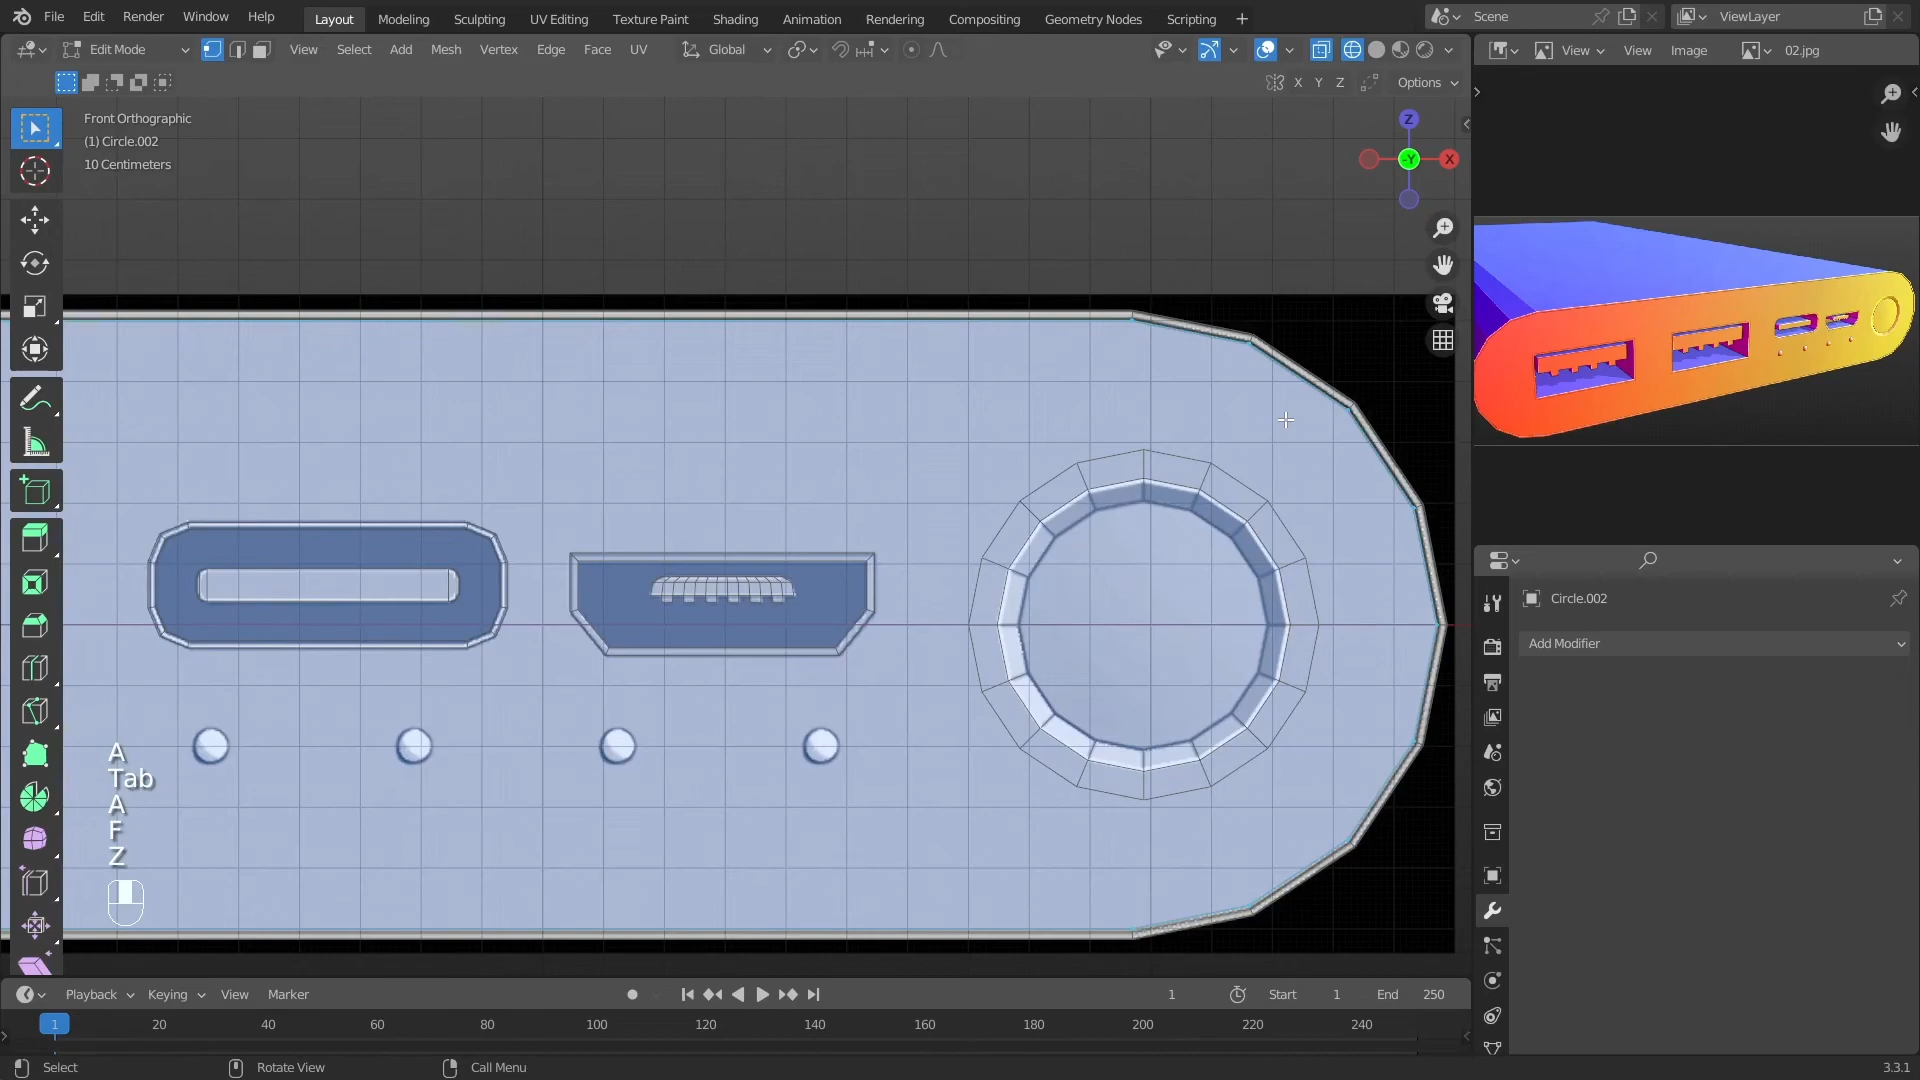 File Edit Render Window Help Layout Modeling Sculpting UV Editing Texture Paint Shading Animation Rendering Compositing Geometry Nodes Scripting + Scene ViewLayer
Edit Mode View Select Add Mesh Vertex Edge Face UV Global View View Image 02.jpg
X Y Z Options
Front Orthographic
(1) Circle.002
10 Centimeters
Z
-Y X
Circle.002
Add Modifier
A
Tab
A
F
Z
Playback Keying View Marker 1 Start 1 End 250
1 20 40 60 80 100 120 140 160 180 200 220 240
Select Rotate View Call Menu 3.3.1